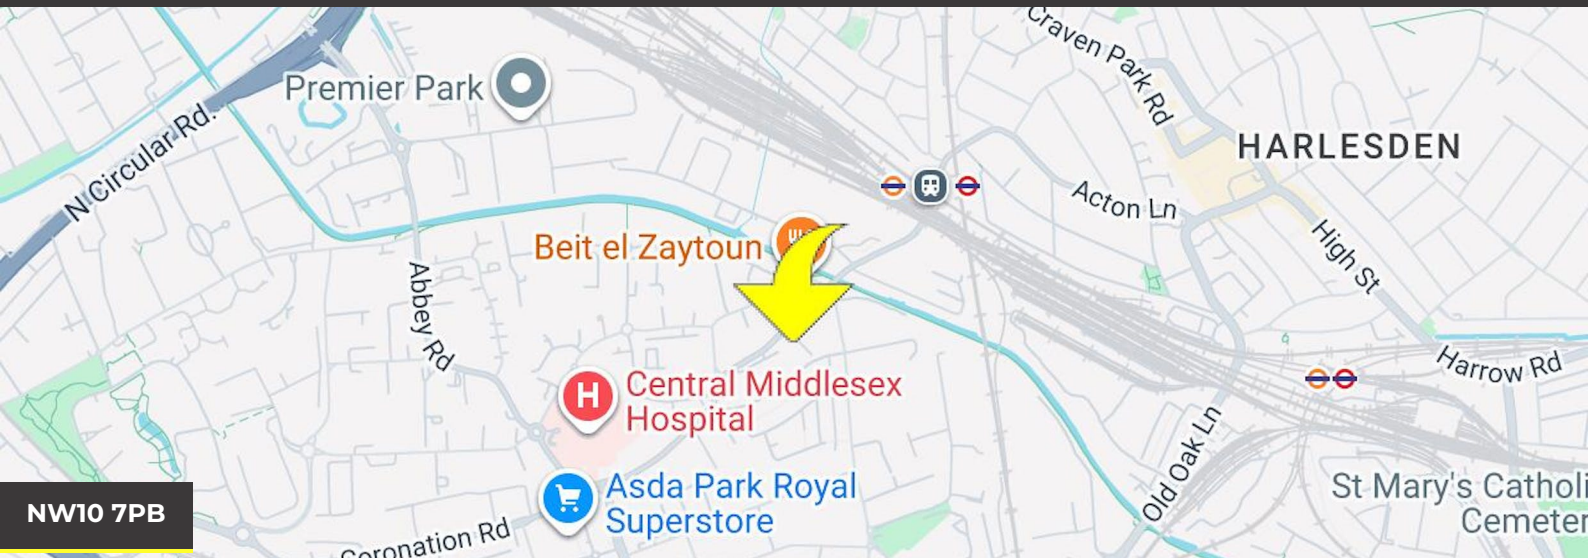 Craven Park Rd
Premier Park
HARLESDEN
N Circular Rd.
Acton Ln
Beit el Zaytoun
High St
Abbey Rd
Harrow Rd
H
Central Middlesex
Hospital
Old Oak Ln
Asda Park Royal
Superstore
St Mary's Catholi
Cemeter
NW10 7PB
Coronation Rd